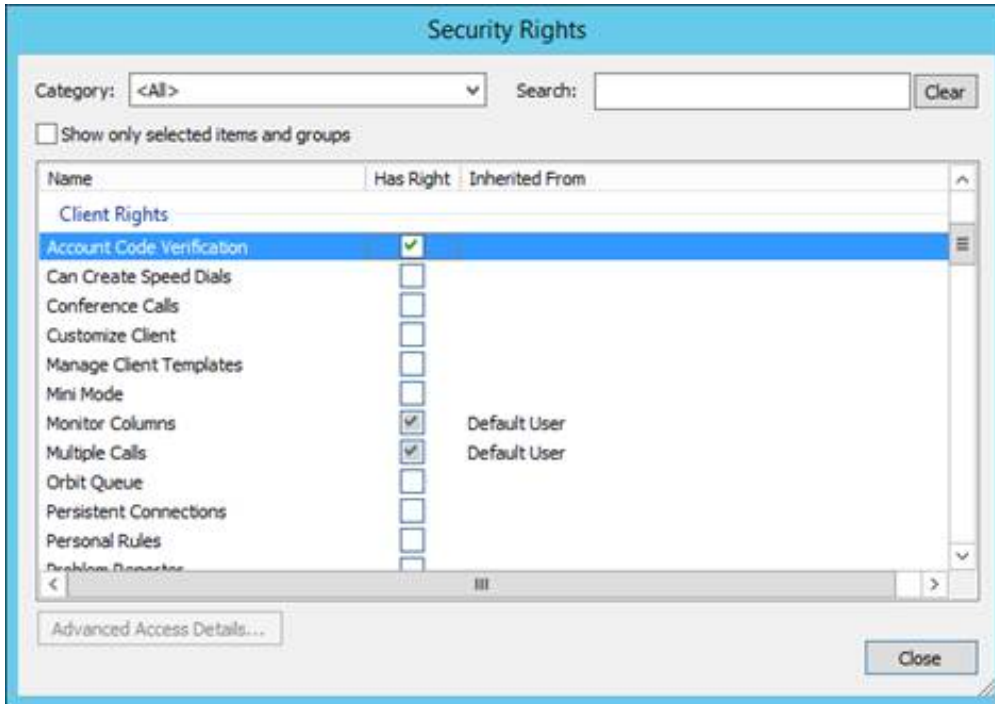 Security Rights
Category: <All> Search: Clear
Show only selected items and groups
Name Has Right Inherited From
Client Rights
Account Code Verification
Can Create Speed Dials
Conference Calls
Customize Client
Manage Client Templates
Mini Mode
Monitor Columns Default User
Multiple Calls Default User
Orbit Queue
Persistent Connections
Personal Rules
Problem Reporter
Advanced Access Details...
Close